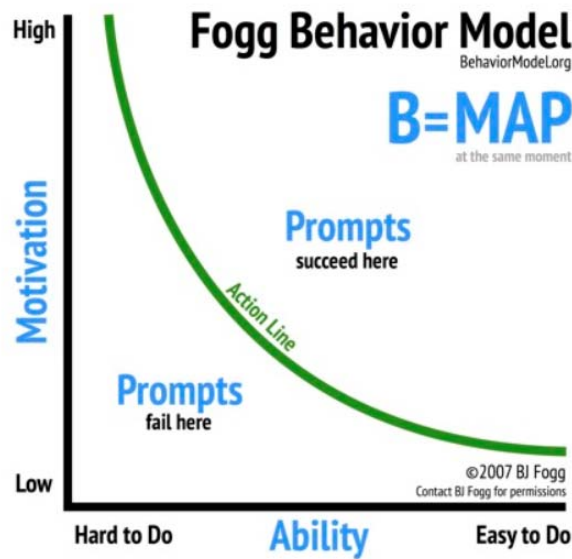 High
Fogg Behavior Model
BehaviorModel.org
B=MAP
at the same moment
Motivation
Prompts
succeed here
Action Line
Prompts
fail here
Low
©2007 BJ Fogg
Contact BJ Fogg for permissions
Hard to Do
Ability
Easy to Do